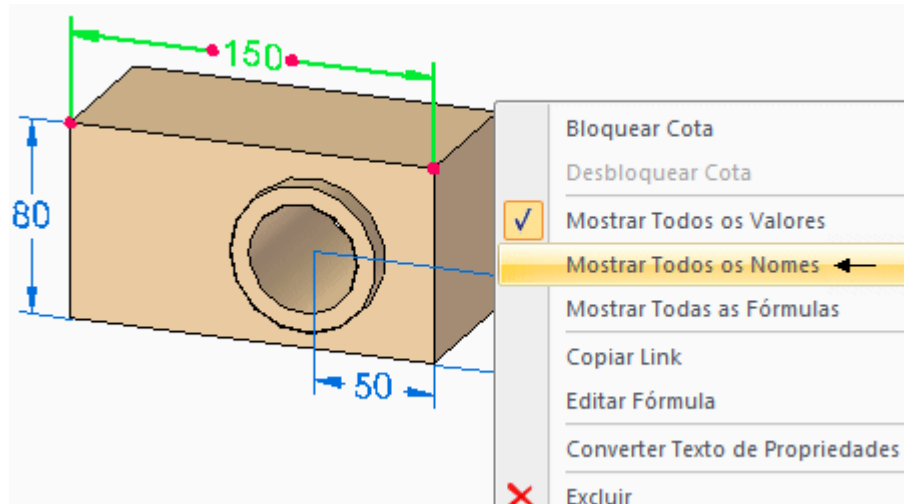 150
80
50
Bloquear Cota
Desbloquear Cota
Mostrar Todos os Valores
Mostrar Todos os Nomes
Mostrar Todas as Fórmulas
Copiar Link
Editar Fórmula
Converter Texto de Propriedades
Excluir